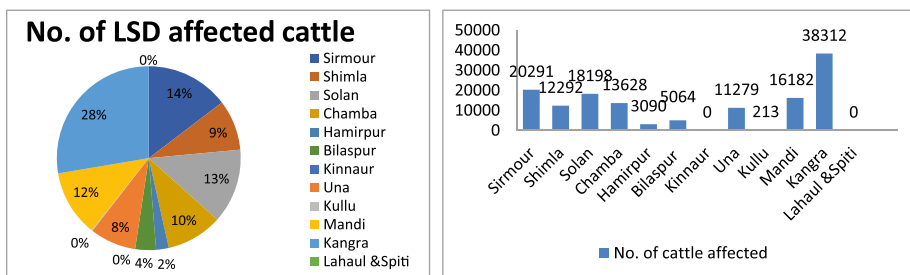 No. of LSD affected cattle
0%
14%
9%
13%
10%
2%
4%
0%
8%
0%
12%
28%
Sirmour
Shimla
Solan
Chamba
Hamirpur
Bilaspur
Kinnaur
Una
Kullu
Mandi
Kangra
Lahaul &Spiti
50000
40000
30000
20000
10000
0
20291
12292
18198
13628
3090
5064
0
11279
213
16182
38312
0
Sirmour
Shimla
Solan
Chamba
Hamirpur
Bilaspur
Kinnaur
Una
Kullu
Mandi
Kangra
Lahaul &Spiti
No. of cattle affected